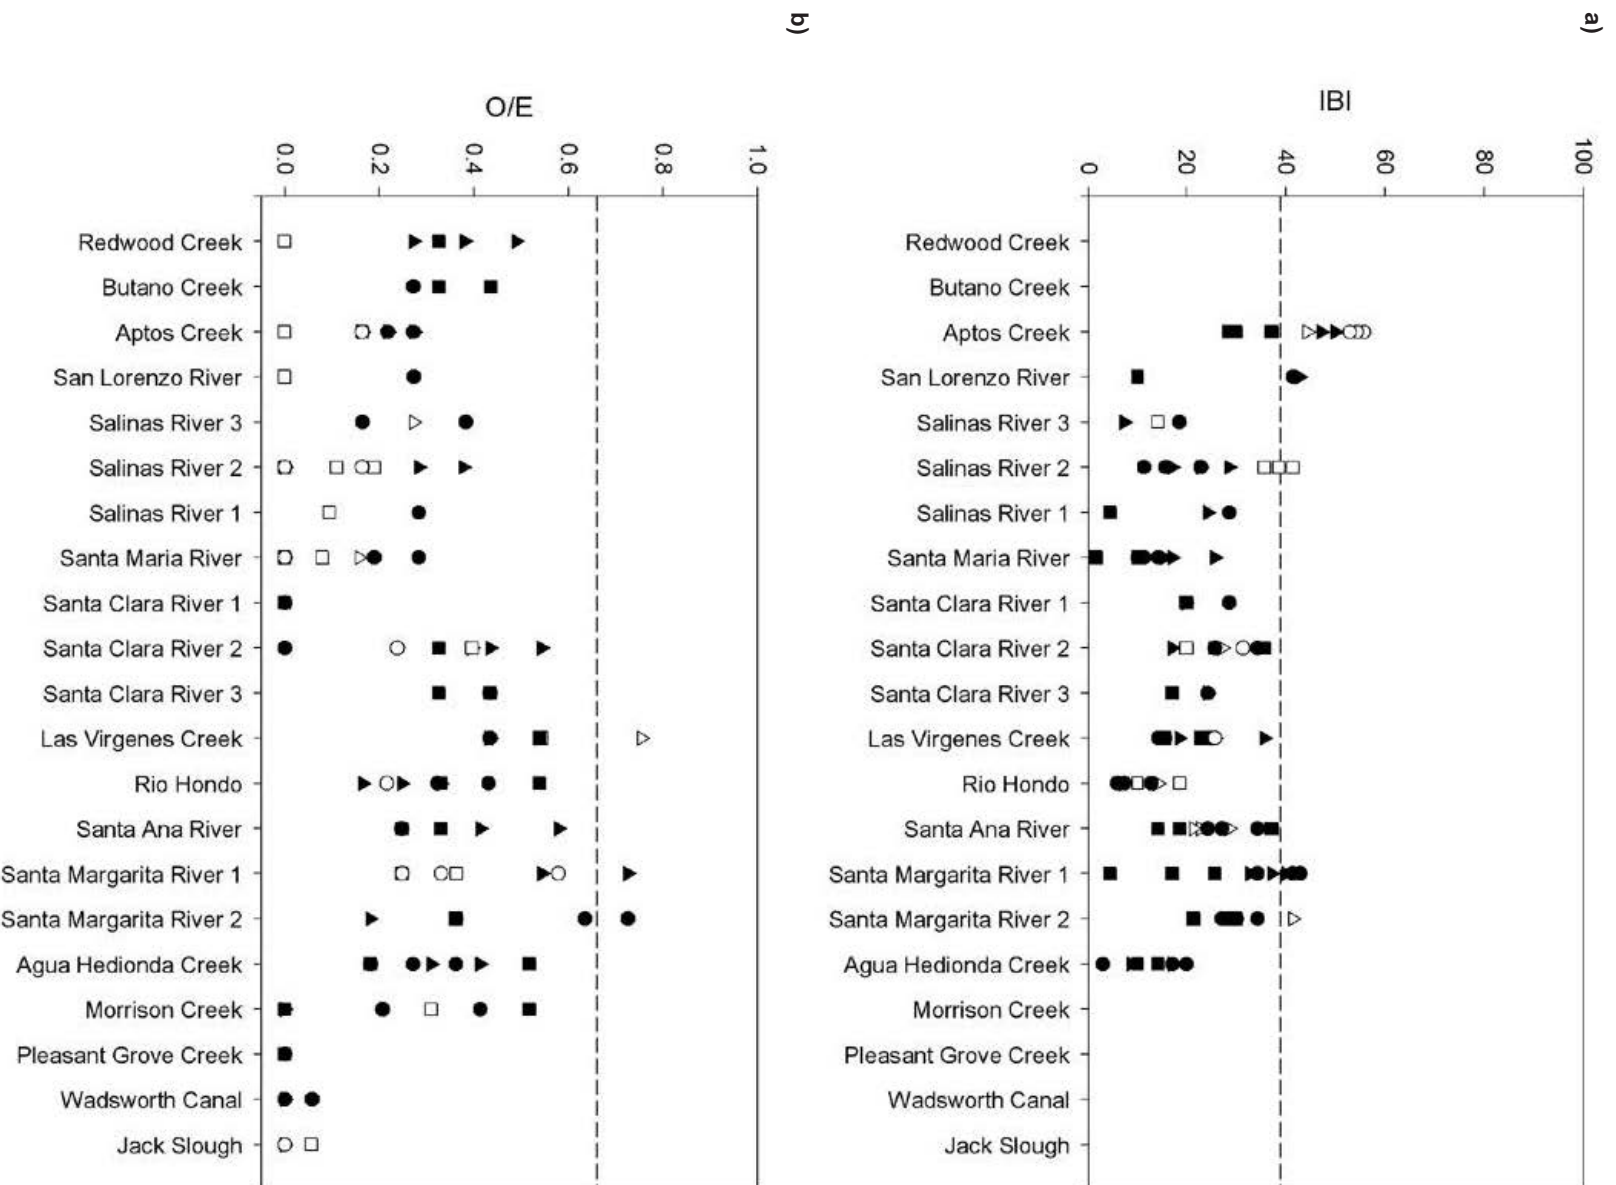 a)
IBI
0
20
40
60
80
100
Redwood Creek
Butano Creek
Aptos Creek
San Lorenzo River
Salinas River 3
Salinas River 2
Salinas River 1
Santa Maria River
Santa Clara River 1
Santa Clara River 2
Santa Clara River 3
Las Virgenes Creek
Rio Hondo
Santa Ana River
Santa Margarita River 1
Santa Margarita River 2
Agua Hedionda Creek
Morrison Creek
Pleasant Grove Creek
Wadsworth Canal
Jack Slough
b)
O/E
0.0
0.2
0.4
0.6
0.8
1.0
Redwood Creek
Butano Creek
Aptos Creek
San Lorenzo River
Salinas River 3
Salinas River 2
Salinas River 1
Santa Maria River
Santa Clara River 1
Santa Clara River 2
Santa Clara River 3
Las Virgenes Creek
Rio Hondo
Santa Ana River
Santa Margarita River 1
Santa Margarita River 2
Agua Hedionda Creek
Morrison Creek
Pleasant Grove Creek
Wadsworth Canal
Jack Slough